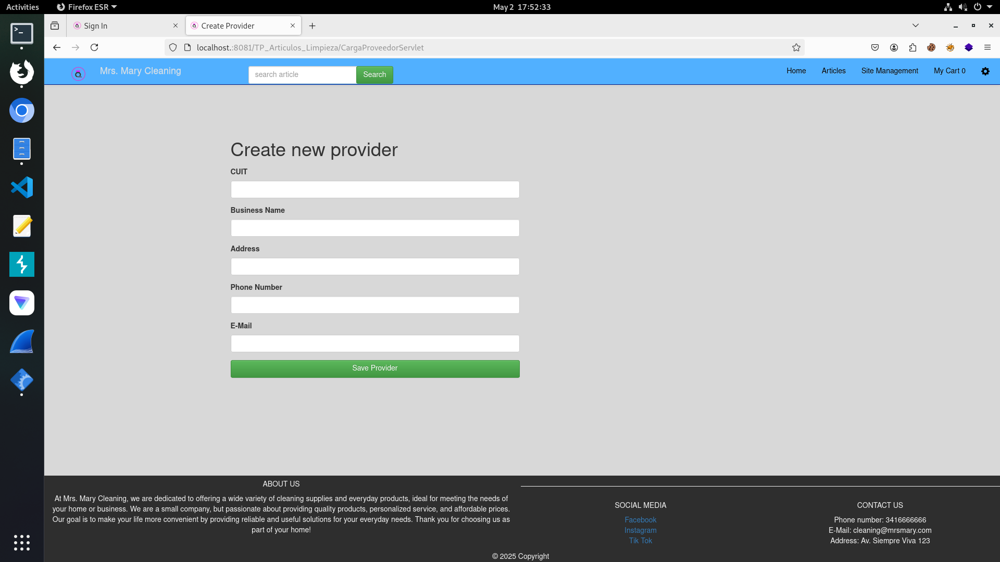 Activities
Firefox ESR
May 2 17:52:33
Sign In
Create Provider
localhost.:8081/TP_Articulos_Limpieza/CargaProveedorServlet
Mrs. Mary Cleaning
search article
Search
Home
Articles
Site Management
My Cart 0
Create new provider
CUIT
Business Name
Address
Phone Number
E-Mail
Save Provider
ABOUT US
At Mrs. Mary Cleaning, we are dedicated to offering a wide variety of cleaning supplies and everyday products, ideal for meeting the needs of
your home or business. We are a small company, but passionate about providing quality products, personalized service, and affordable prices.
Our goal is to make your life more convenient by providing reliable and useful solutions for your everyday needs. Thank you for choosing us as
part of your home!
SOCIAL MEDIA
Facebook
Instagram
Tik Tok
CONTACT US
Phone number: 3416666666
E-Mail: cleaning@mrsmary.com
Address: Av. Siempre Viva 123
© 2025 Copyright